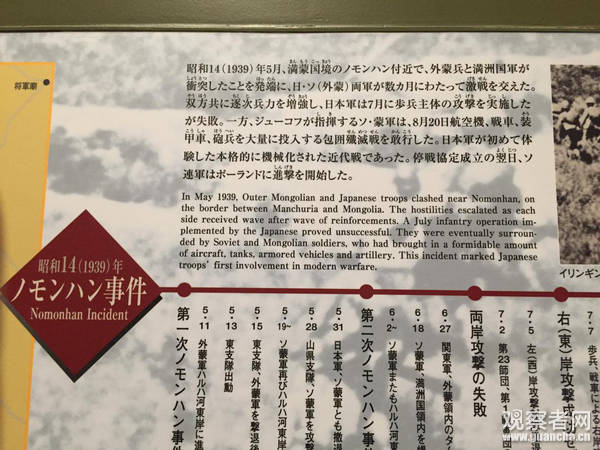 将軍廟
昭和14(1939)年5月、満蒙国境のノモンハン付近で、外蒙兵と満洲国軍が
衝突したことを発端に、日・ソ(外蒙)両軍が数カ月にわたって激戦を交えた。
双方共に逐次兵力を増強し、日本軍は7月に歩兵主体の攻撃を実施した
が失敗。一方、ジューコフが指揮するソ・蒙軍は、8月20日航空機、戦車、装
甲車、砲兵を大量に投入する包囲殲滅戦を敢行した。日本軍が初めて体
験した本格的に機械化された近代戦であった。停戦協定成立の翌日、ソ
連軍はポーランドに進撃を開始した。
In May 1939, Outer Mongolian and Japanese troops clashed near Nomonhan, on
the border between Manchuria and Mongolia. The hostilities escalated as each
side received wave after wave of reinforcements. A July infantry operation im-
plemented by the Japanese proved unsuccessful. They were eventually surroun-
ded by Soviet and Mongolian soldiers, who had brought in a formidable amount
of aircraft, tanks, armored vehicles and artillery. This incident marked Japanese
troops' first involvement in modern warfare.
イリンギン
昭和14(1939)年
ノモンハン事件
Nomonhan Incident
第一次ノモンハン事件
5・11 外蒙軍ハルハ河東岸に進
5・13 東支隊出動
5・15 東支隊、外蒙軍を撃退後
5・19~ ソ蒙軍再びハルハ河東岸
5・28 山県支隊、ソ蒙軍を攻撃
5・31 日本軍、ソ蒙軍とも撤退
第二次ノモンハン事
6・2~ ソ蒙軍またもハルハ河東
6・18 ソ蒙軍、満洲国領内を
6・27 関東軍、外蒙領内のタ
両岸攻撃の失敗
7・2 第23師団、第
7・5 左(西)岸攻撃
右(東)岸攻撃
7・7 歩兵、戦車による右岸
观察者网
www.guancha.cn